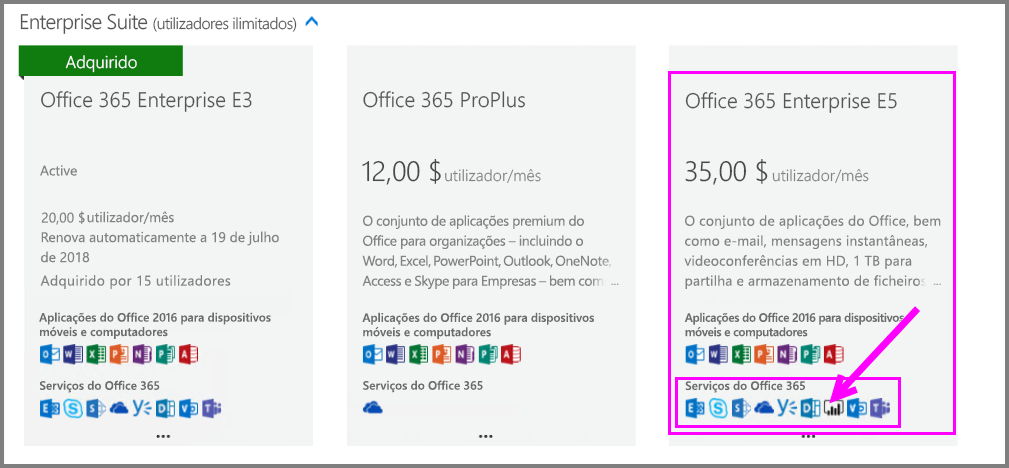 Enterprise Suite (utilizadores ilimitados)
Adquirido
Office 365 Enterprise E3
Active
20,00 $utilizador/mês
Renova automaticamente a 19 de julho
de 2018
Adquirido por 15 utilizadores
Aplicações do Office 2016 para dispositivos
móveis e computadores
Serviços do Office 365
...
Office 365 ProPlus
12,00 $utilizador/mês
O conjunto de aplicações premium do
Office para organizações – incluindo o
Word, Excel, PowerPoint, Outlook, OneNote,
Access e Skype para Empresas – bem com ...
Aplicações do Office 2016 para dispositivos
móveis e computadores
Serviços do Office 365
...
Office 365 Enterprise E5
35,00 $utilizador/mês
O conjunto de aplicações do Office, bem
como e-mail, mensagens instantâneas,
videoconferências em HD, 1 TB para
partilha e armazenamento de ficheiros ...
Aplicações do Office 2016 para dispositivos
móveis e computadores
Serviços do Office 365
...